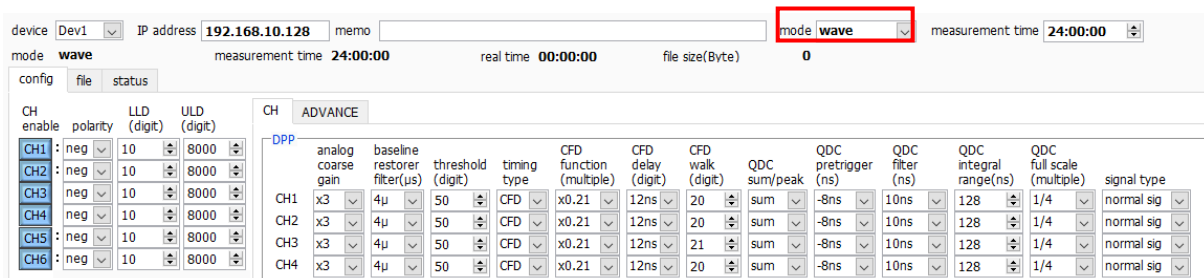 device Dev1 IP address 192.168.10.128 memo mode wave measurement time 24:00:00
mode wave measurement time 24:00:00 real time 00:00:00 file size(Byte) 0
config file status
CH enable polarity LLD (digit) ULD (digit)
CH1 : neg 10 8000
CH2 : neg 10 8000
CH3 : neg 10 8000
CH4 : neg 10 8000
CH5 : neg 10 8000
CH6 : neg 10 8000
CH ADVANCE
DPP
analog coarse gain baseline restorer filter(μs) threshold (digit) timing type CFD function (multiple) CFD delay (digit) CFD walk (digit) QDC sum/peak QDC pretrigger (ns) QDC filter (ns) QDC integral range(ns) QDC full scale (multiple) signal type
CH1 x3 4μ 50 CFD x0.21 12ns 20 sum -8ns 10ns 128 1/4 normal sig
CH2 x3 4μ 50 CFD x0.21 12ns 20 sum -8ns 10ns 128 1/4 normal sig
CH3 x3 4μ 50 CFD x0.21 12ns 21 sum -8ns 10ns 128 1/4 normal sig
CH4 x3 4μ 50 CFD x0.21 12ns 20 sum -8ns 10ns 128 1/4 normal sig